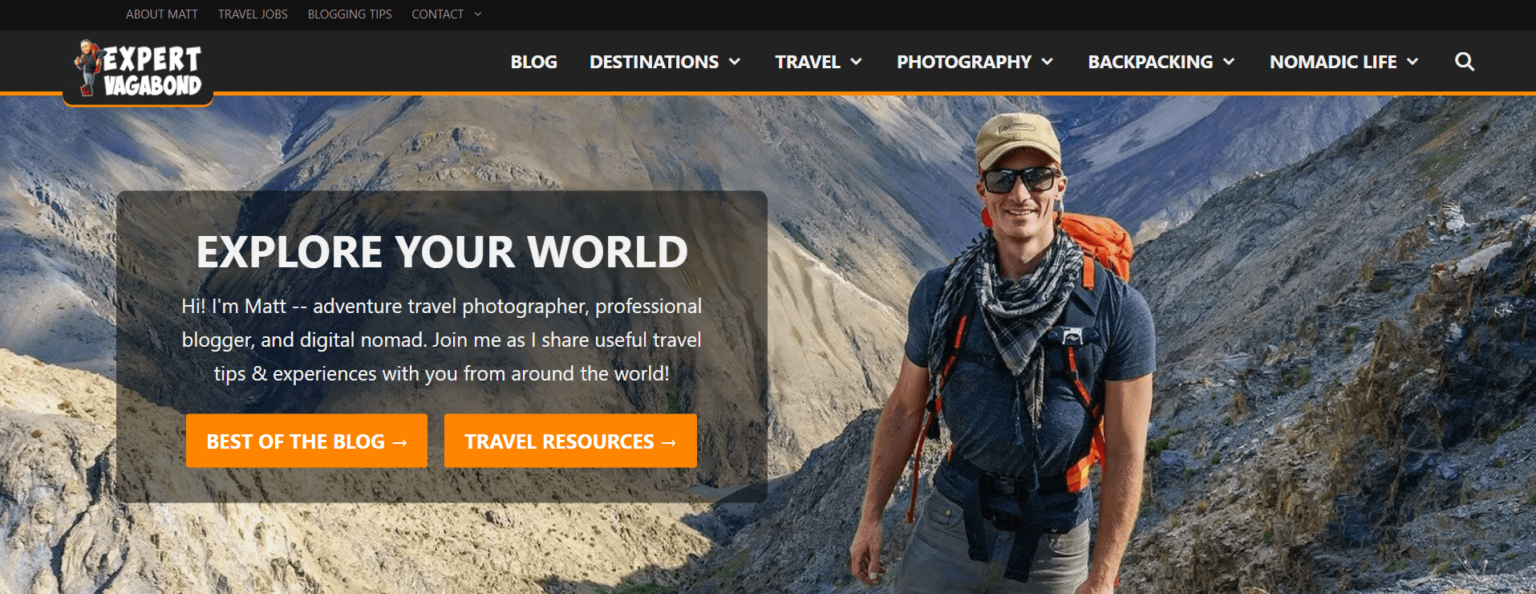 ABOUT MATT TRAVEL JOBS BLOGGING TIPS CONTACT
EXPERT
VAGABOND
BLOG DESTINATIONS TRAVEL PHOTOGRAPHY BACKPACKING NOMADIC LIFE
EXPLORE YOUR WORLD
Hi! I'm Matt -- adventure travel photographer, professional
blogger, and digital nomad. Join me as I share useful travel
tips & experiences with you from around the world!
BEST OF THE BLOG → TRAVEL RESOURCES →